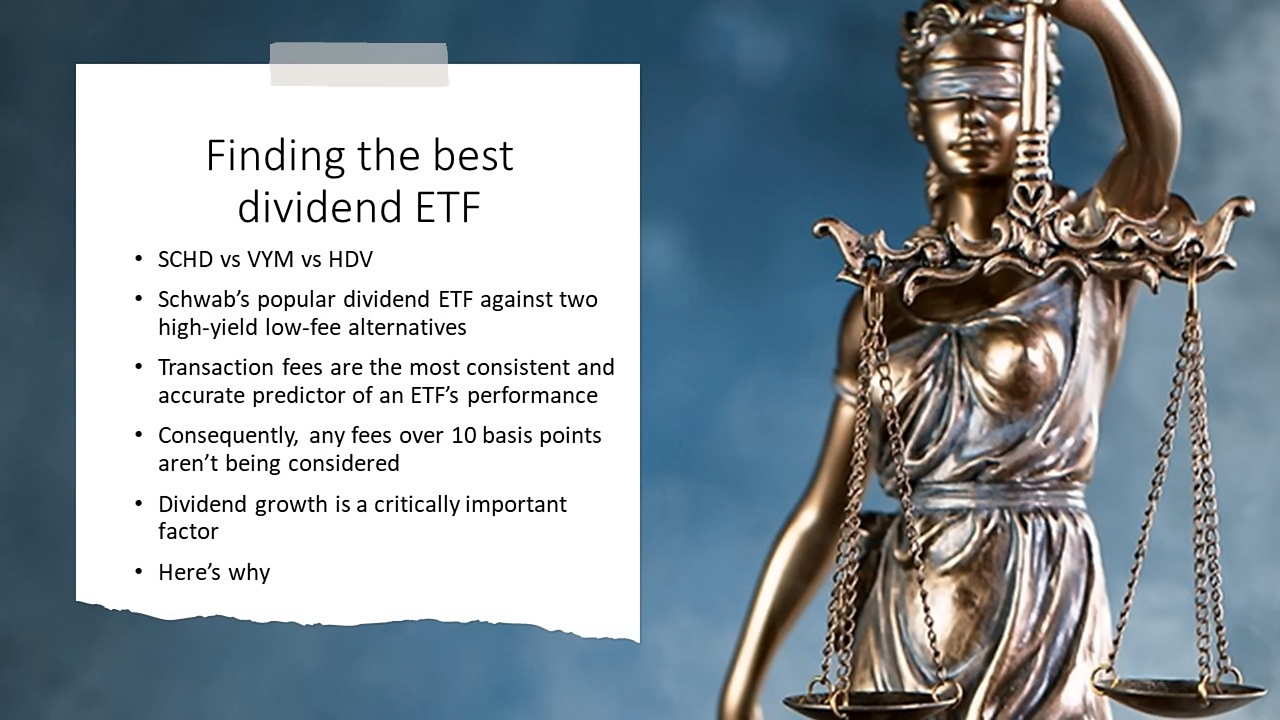 Finding the best
dividend ETF
• SCHD vs VYM vs HDV
• Schwab’s popular dividend ETF against two
high-yield low-fee alternatives
• Transaction fees are the most consistent and
accurate predictor of an ETF’s performance
• Consequently, any fees over 10 basis points
aren’t being considered
• Dividend growth is a critically important
factor
• Here’s why